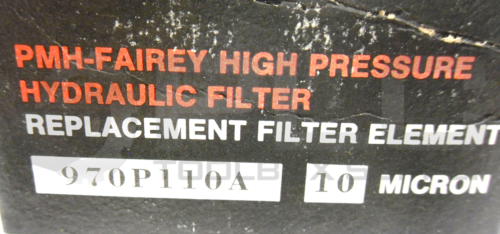 PMH-FAIREY HIGH PRESSURE
HYDRAULIC FILTER
REPLACEMENT FILTER ELEMENT
970P110A 10 MICRON